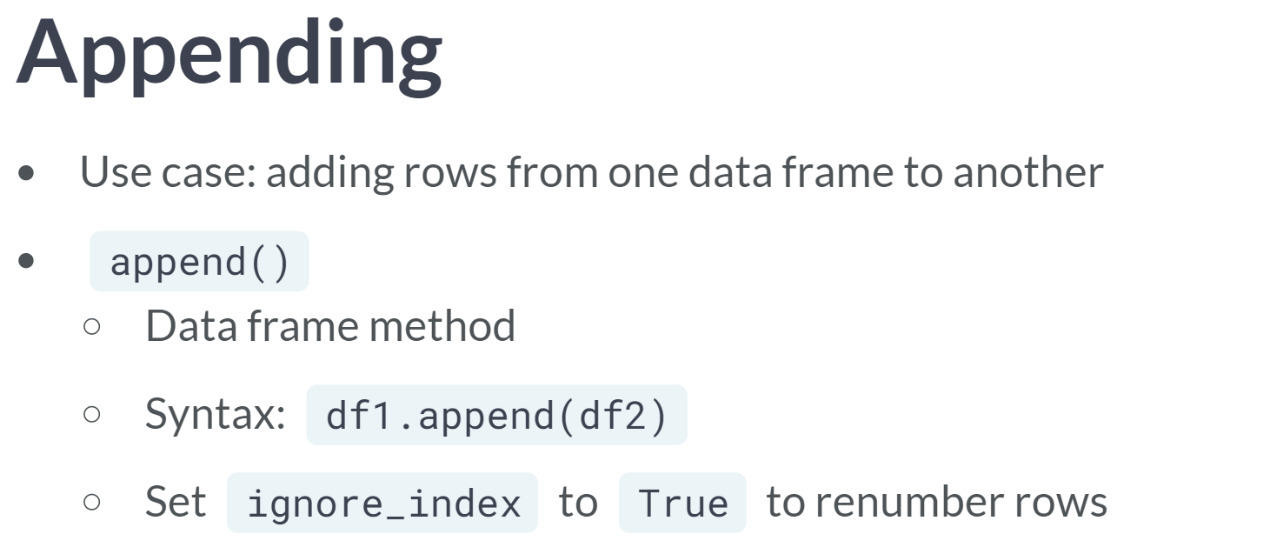 Appending
• Use case: adding rows from one data frame to another
• append()
○ Data frame method
○ Syntax: df1.append(df2)
○ Set ignore_index to True to renumber rows